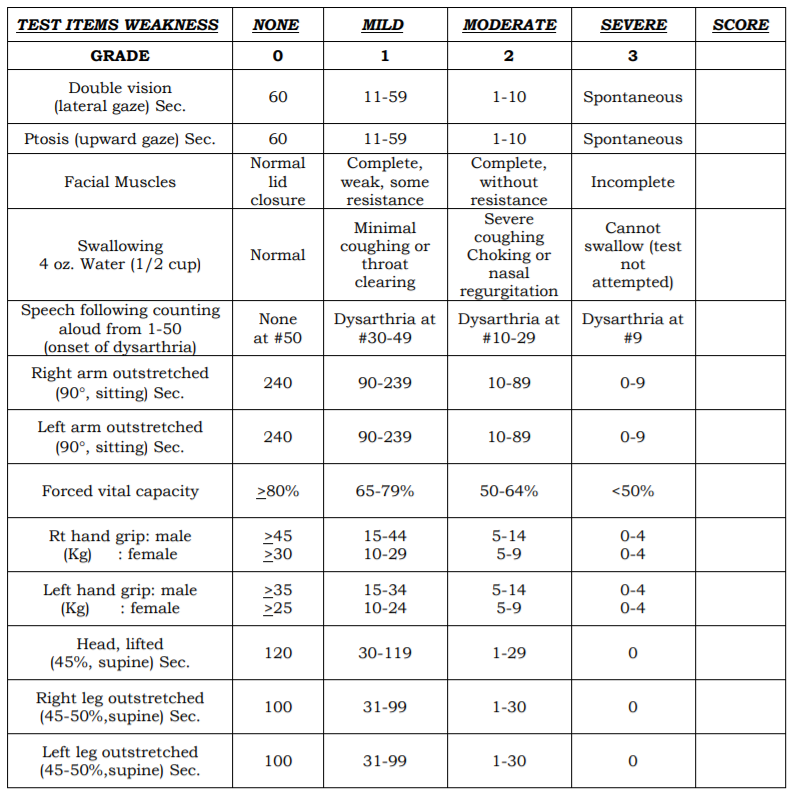 TEST ITEMS WEAKNESS NONE MILD MODERATE SEVERE SCORE
GRADE 0 1 2 3
Double vision
(lateral gaze) Sec. 60 11-59 1-10 Spontaneous
Ptosis (upward gaze) Sec. 60 11-59 1-10 Spontaneous
Facial Muscles
Normal
lid
closure
Complete,
weak, some
resistance
Complete,
without
resistance
Incomplete
Swallowing
4 oz. Water (1/2 cup)
Normal
Minimal
coughing or
throat
clearing
Severe
coughing
Choking or
nasal
regurgitation
Cannot
swallow (test
not
attempted)
Speech following counting
aloud from 1-50
(onset of dysarthria)
None
at #50
Dysarthria at
#30-49
Dysarthria at
#10-29
Dysarthria at
#9
Right arm outstretched
(90°, sitting) Sec. 240 90-239 10-89 0-9
Left arm outstretched
(90°, sitting) Sec. 240 90-239 10-89 0-9
Forced vital capacity ≥80% 65-79% 50-64% <50%
Rt hand grip: male ≥45 15-44 5-14 0-4
(Kg) : female ≥30 10-29 5-9 0-4
Left hand grip: male ≥35 15-34 5-14 0-4
(Kg) : female ≥25 10-24 5-9 0-4
Head, lifted
(45%, supine) Sec. 120 30-119 1-29 0
Right leg outstretched
(45-50%,supine) Sec. 100 31-99 1-30 0
Left leg outstretched
(45-50%,supine) Sec. 100 31-99 1-30 0